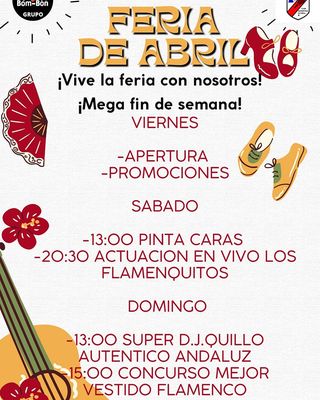 Bom-Bon
GRUPO
FERIA
DE ABRIL
¡Vive la feria con nosotros!
¡Mega fin de semana!
VIERNES
-APERTURA
-PROMOCIONES
SABADO
-13:00 PINTA CARAS
-20:30 ACTUACION EN VIVO LOS
FLAMENQUITOS
DOMINGO
-13:00 SUPER D.J.QUILLO
AUTENTICO ANDALUZ
-15:00 CONCURSO MEJOR
VESTIDO FLAMENCO